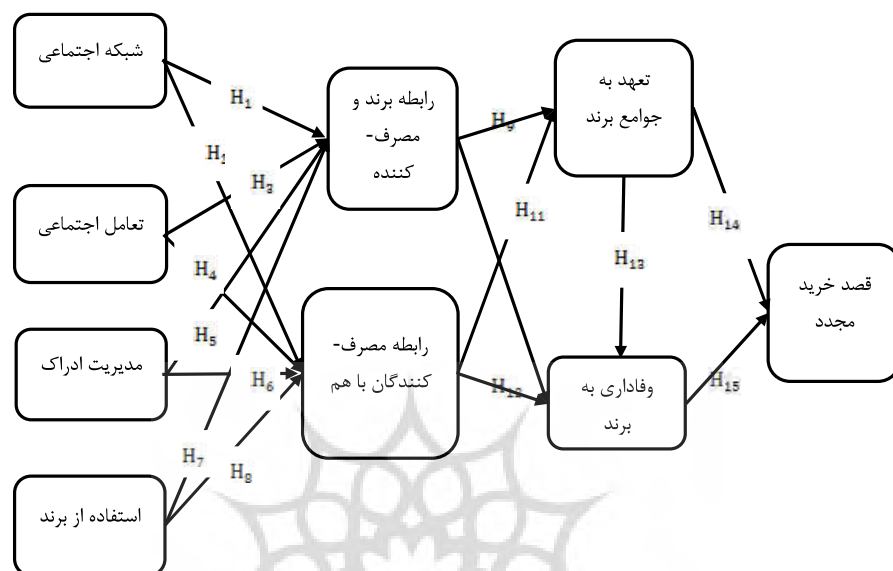 شبکه اجتماعی
تعامل اجتماعی
مدیریت ادراک
استفاده از برند
H₁
H₁
H₃
H₄
H₅
H₆
H₇
H₈
رابطه برند و
مصرف-
کننده
رابطه مصرف-
کنندگان با هم
H₉
H₁₁
H₁₂
تعهد به
جوامع برند
H₁₃
وفاداری به
برند
H₁₄
H₁₅
قصد خرید
مجدد